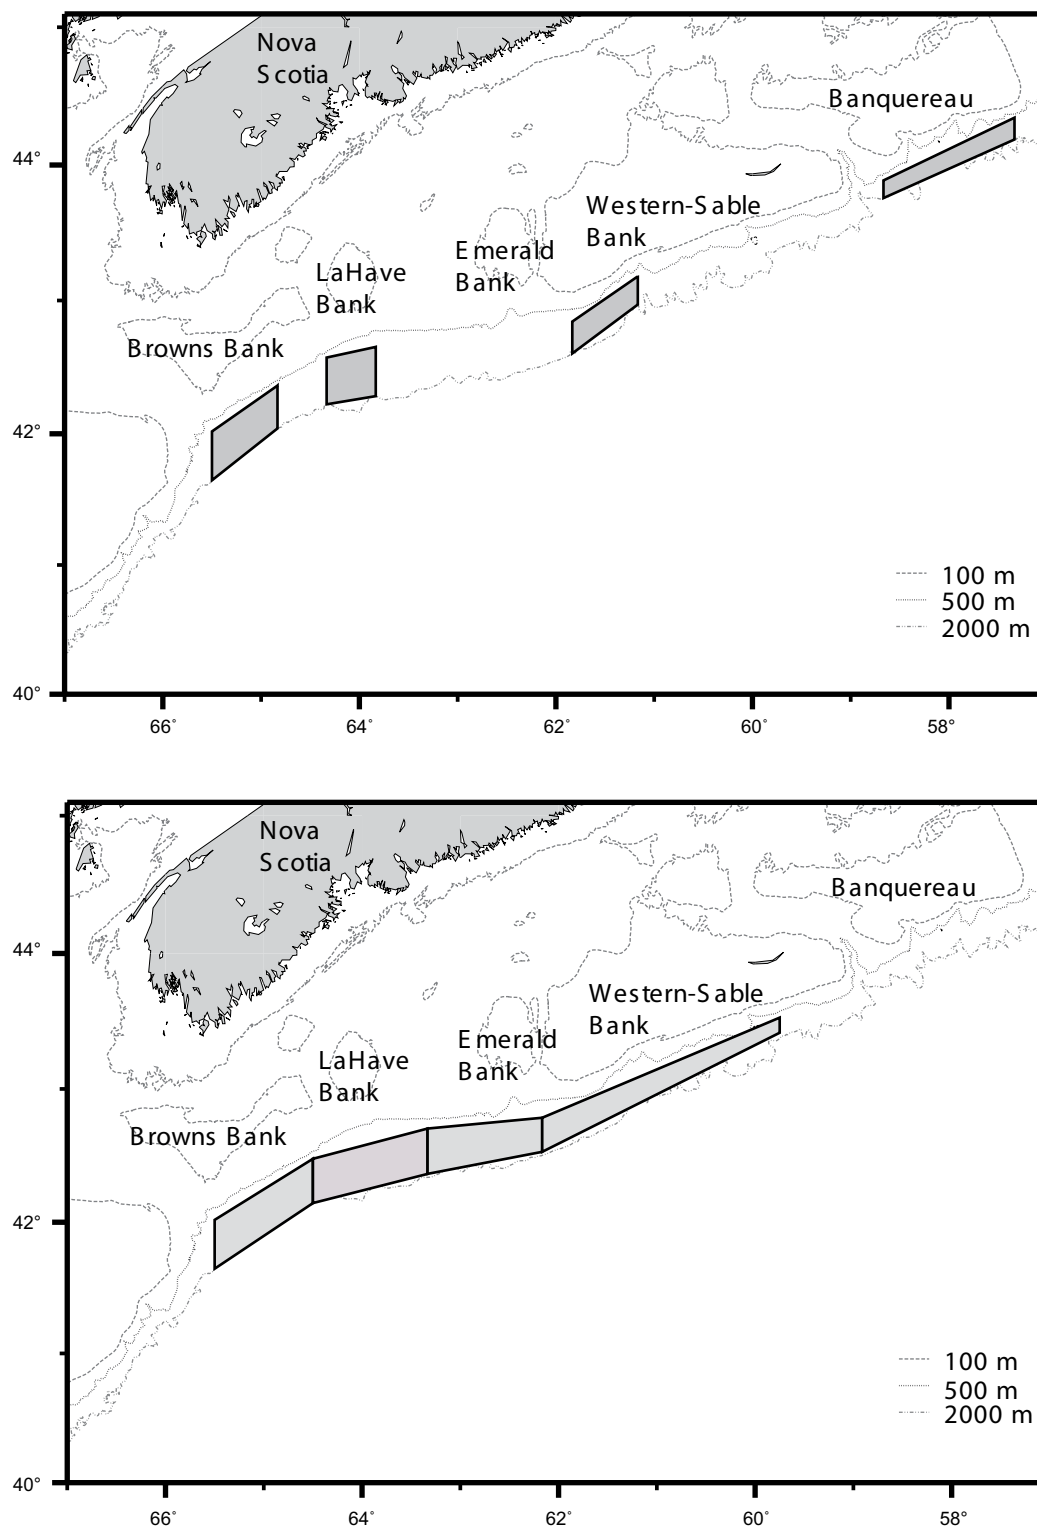 Nova
Scotia
Banquereau
44°
Western-Sable
Bank
Emerald
Bank
LaHave
Bank
Browns Bank
42°
100 m
500 m
2000 m
40°
66°
64°
62°
60°
58°
Nova
Scotia
Banquereau
44°
Western-Sable
Bank
Emerald
Bank
LaHave
Bank
Browns Bank
42°
100 m
500 m
2000 m
40°
66°
64°
62°
60°
58°